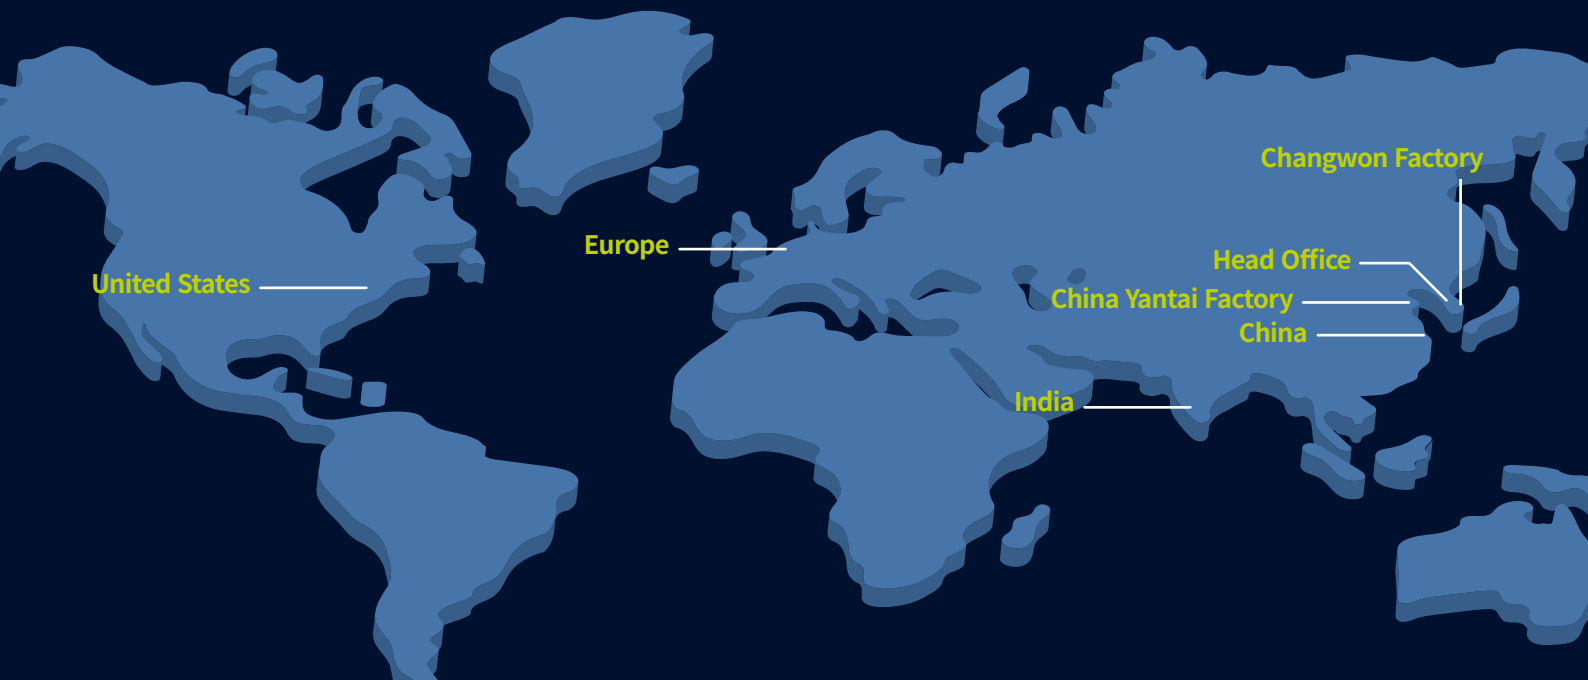 Changwon Factory
Europe
Head Office
United States
China Yantai Factory
China
India